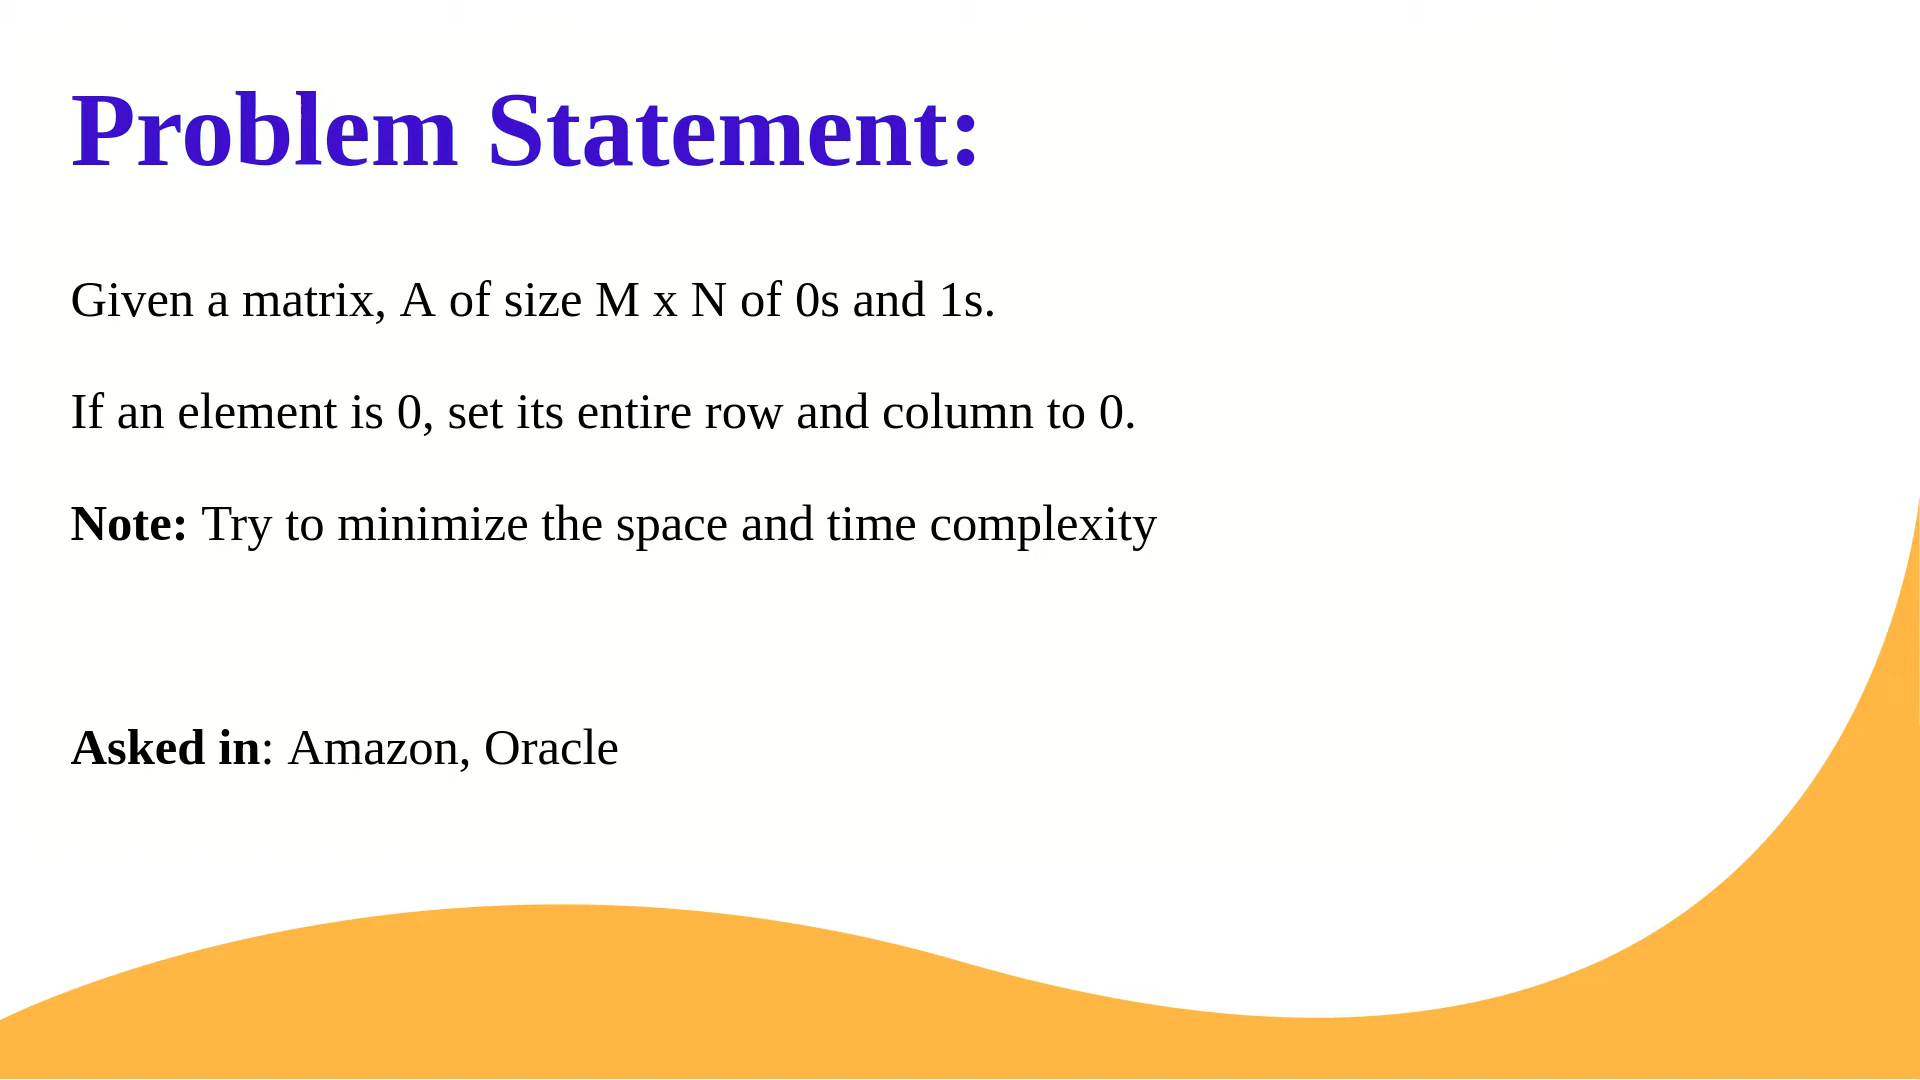 Problem Statement:
Given a matrix, A of size M x N of 0s and 1s.
If an element is 0, set its entire row and column to 0.
Note: Try to minimize the space and time complexity
Asked in: Amazon, Oracle